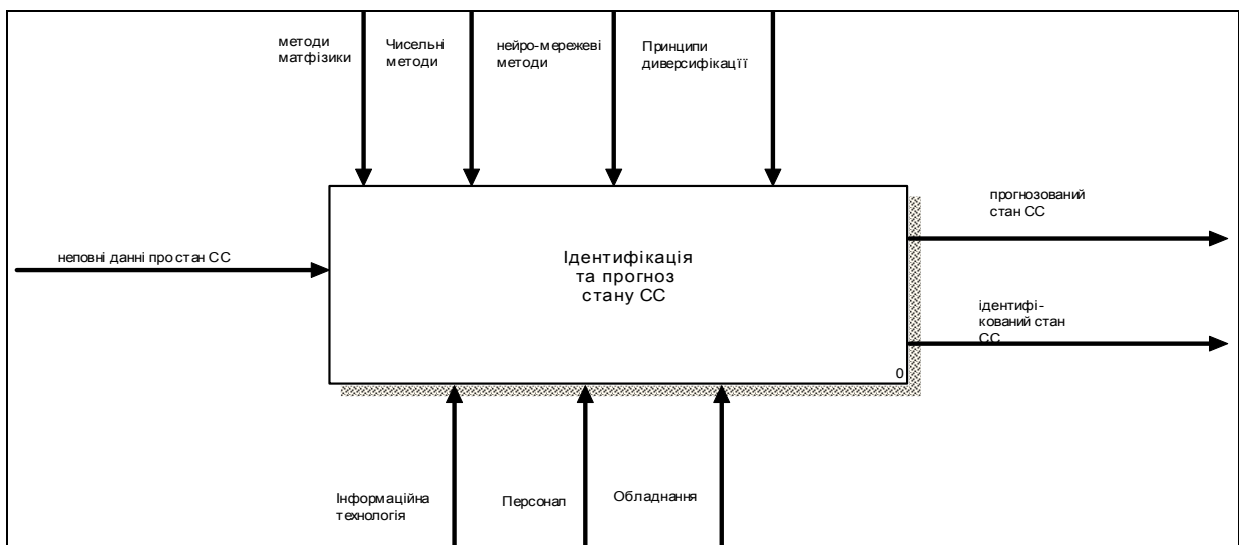 методи
матфізики
Чисельні
методи
нейро-мережеві
методи
Принципи
диверсифікації
неповні данні про стан СС
Ідентифікація
та прогноз
стану СС
0
прогнозований
стан СС
ідентифі-
кований стан
СС
Інформаційна
технологія
Персонал
Обладнання